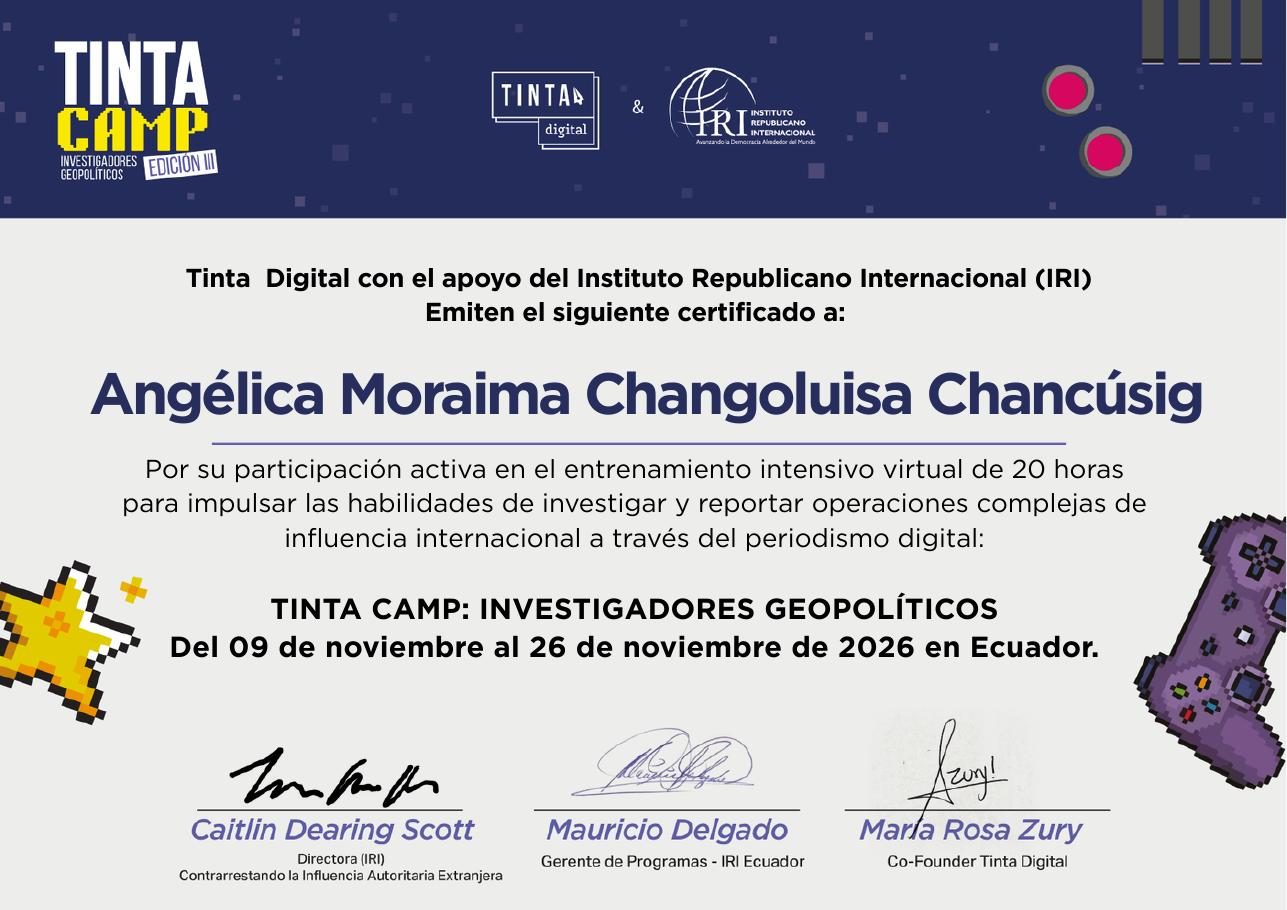 TINTA
CAMP
INVESTIGADORES
GEOPOLÍTICOS
EDICIÓN III
TINTA
digital
&
IRI
INSTITUTO
REPUBLICANO
INTERNACIONAL
Avanzando la Democracia Alrededor del Mundo
Tinta Digital con el apoyo del Instituto Republicano Internacional (IRI)
Emiten el siguiente certificado a:
Angélica Moraima Changoluisa Chancúsig
Por su participación activa en el entrenamiento intensivo virtual de 20 horas
para impulsar las habilidades de investigar y reportar operaciones complejas de
influencia internacional a través del periodismo digital:
TINTA CAMP: INVESTIGADORES GEOPOLÍTICOS
Del 09 de noviembre al 26 de noviembre de 2026 en Ecuador.
Azury!
Caitlin Dearing Scott
Mauricio Delgado
María Rosa Zury
Directora (IRI)
Contrarrestando la Influencia Autoritaria Extranjera
Gerente de Programas - IRI Ecuador
Co-Founder Tinta Digital